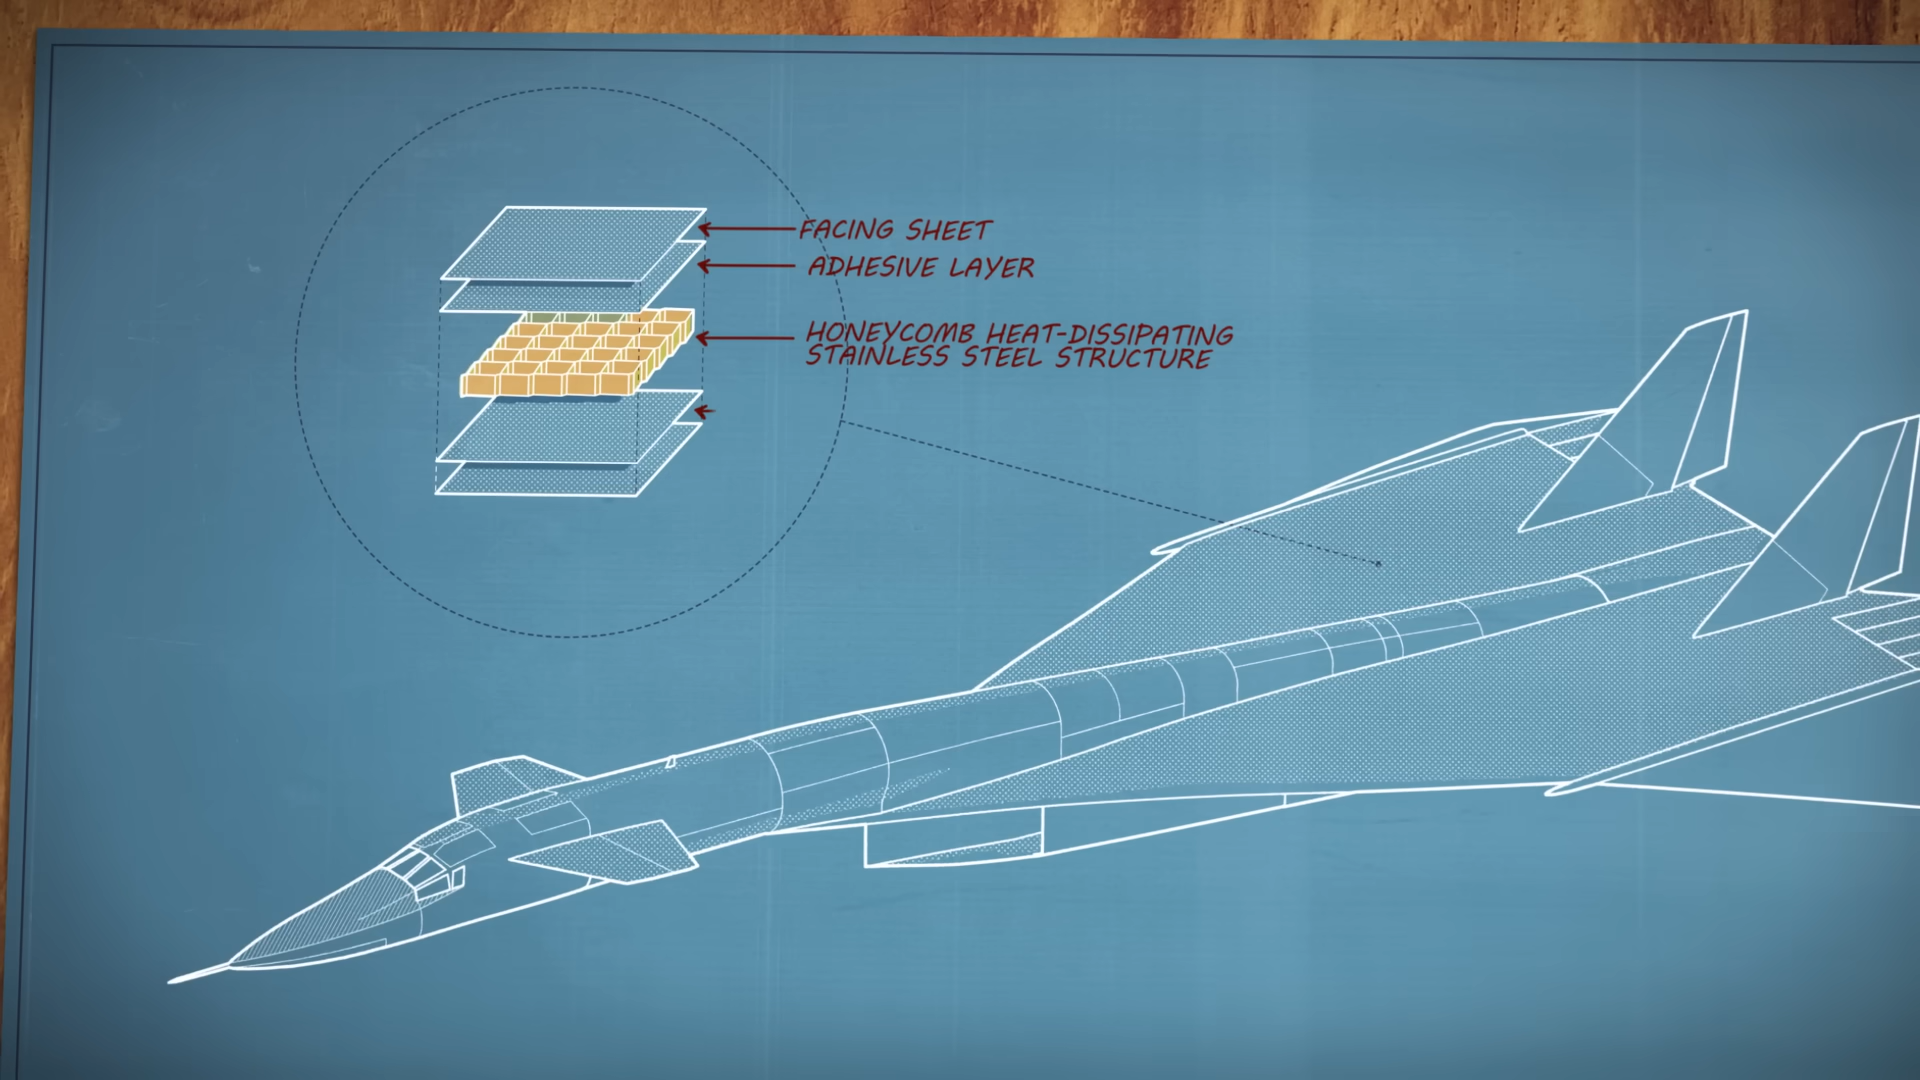 FACING SHEET
ADHESIVE LAYER
HONEYCOMB HEAT-DISSIPATING
STAINLESS STEEL STRUCTURE